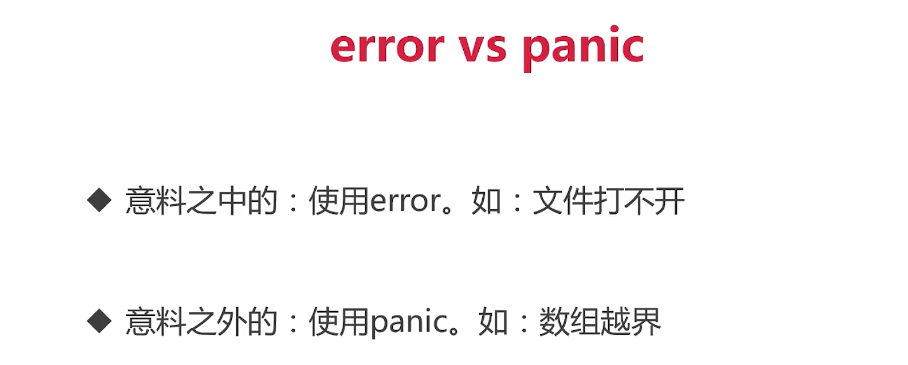 error vs panic
◆ 意料之中的：使用error。如：文件打不开
◆ 意料之外的：使用panic。如：数组越界